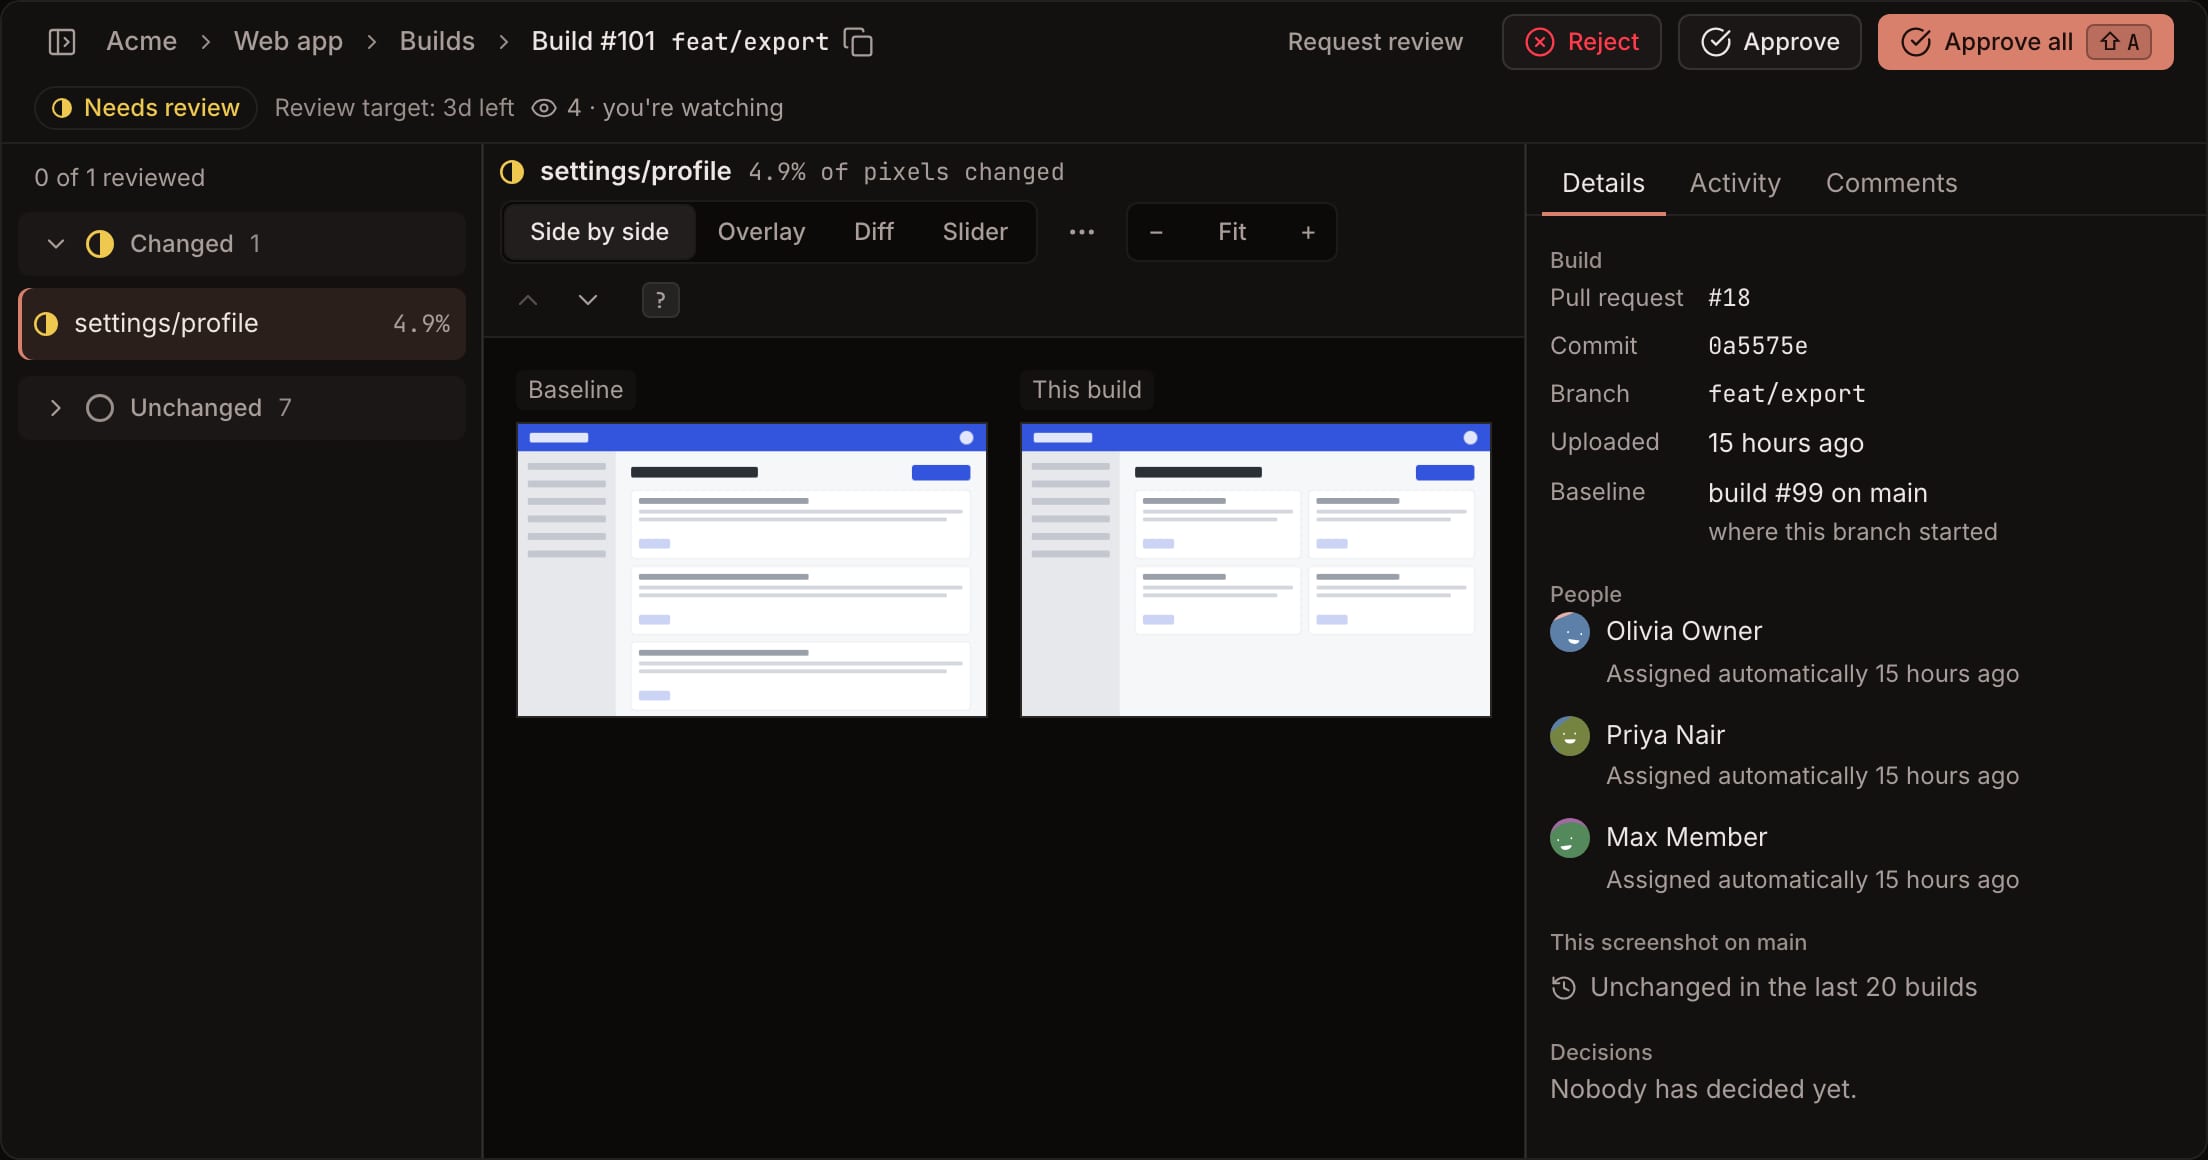 Acme > Web app > Builds > Build #101 feat/export
Request review
Reject
Approve
Approve all ⇧ A
Needs review
Review target: 3d left
4 · you're watching
0 of 1 reviewed
Changed 1
settings/profile 4.9%
Unchanged 7
settings/profile 4.9% of pixels changed
Side by side
Overlay
Diff
Slider
···
− Fit +
?
Baseline
This build
Details
Activity
Comments
Build
Pull request #18
Commit 0a5575e
Branch feat/export
Uploaded 15 hours ago
Baseline build #99 on main
where this branch started
People
Olivia Owner
Assigned automatically 15 hours ago
Priya Nair
Assigned automatically 15 hours ago
Max Member
Assigned automatically 15 hours ago
This screenshot on main
Unchanged in the last 20 builds
Decisions
Nobody has decided yet.